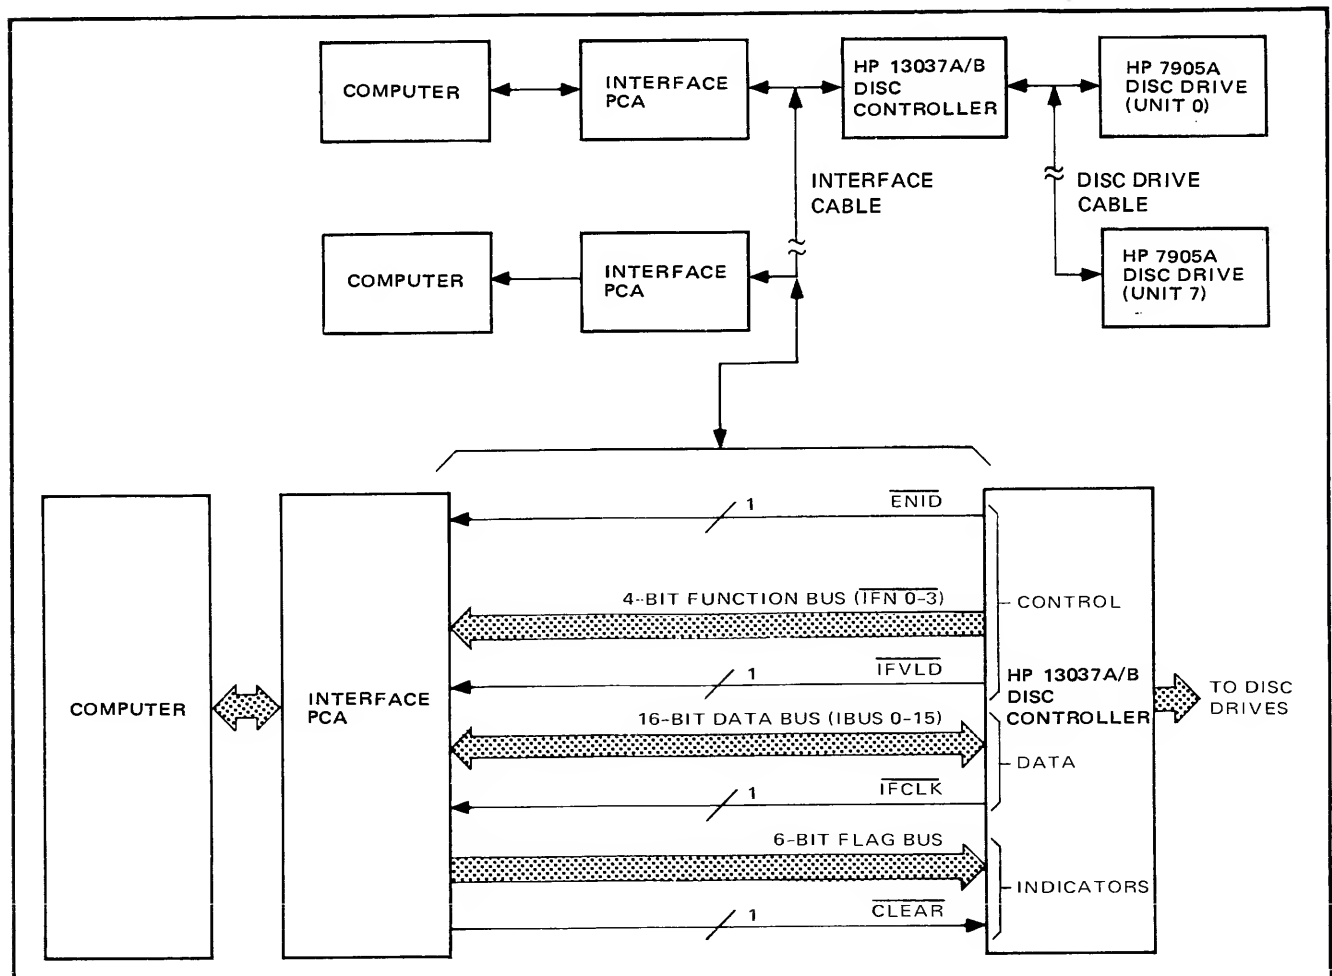 COMPUTER
INTERFACE
PCA
HP 13037A/B
DISC
CONTROLLER
HP 7905A
DISC DRIVE
(UNIT 0)
INTERFACE
CABLE
DISC DRIVE
CABLE
COMPUTER
INTERFACE
PCA
HP 7905A
DISC DRIVE
(UNIT 7)
1 ENID
4-BIT FUNCTION BUS (IFN 0-3)
CONTROL
1 IFVLD
HP 13037A/B
DISC
CONTROLLER
COMPUTER
INTERFACE
PCA
16-BIT DATA BUS (IBUS 0-15)
TO DISC
DRIVES
DATA
1 IFCLK
6-BIT FLAG BUS
INDICATORS
1 CLEAR